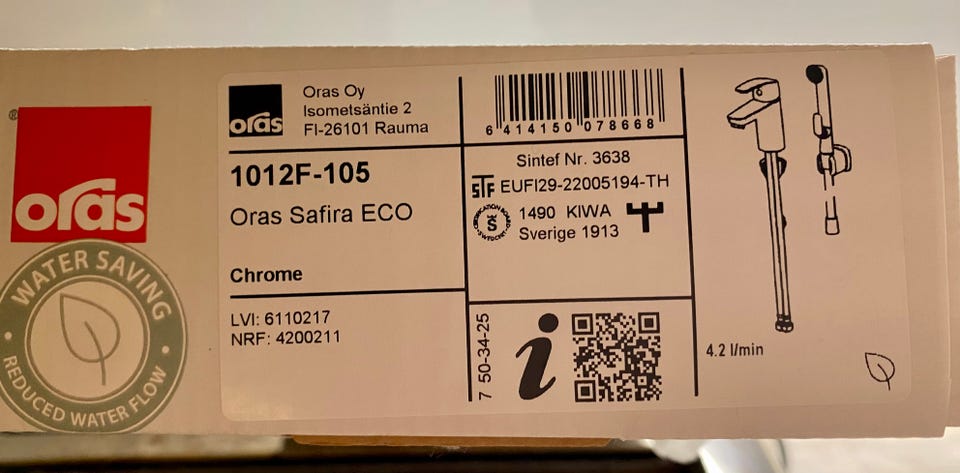 ®
oras
WATER SAVING
REDUCED WATER FLOW
oras
Oras Oy
Isometsäntie 2
FI-26101 Rauma
1012F-105
Oras Safira ECO
Chrome
LVI: 6110217
NRF: 4200211
6 414150 078668
Sintef Nr. 3638
STF EUFI29-22005194-TH
S
1490 KIWA
Sverige 1913
7 50-34-25
i
4.2 l/min